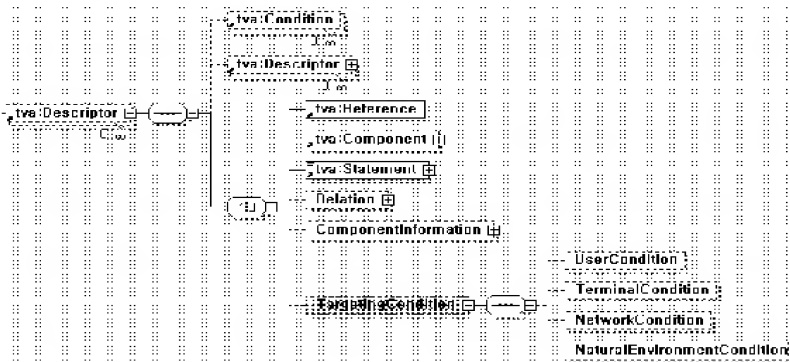 tva:Condition
0..∞
tva:Descriptor
0..∞
tva:Descriptor
0..∞
tva:Reference
tva:Component
tva:Statement
Relation
ComponentInformation
UserCondition
TargetingCondition
TerminalCondition
NetworkCondition
NaturalEnvironmentCondition